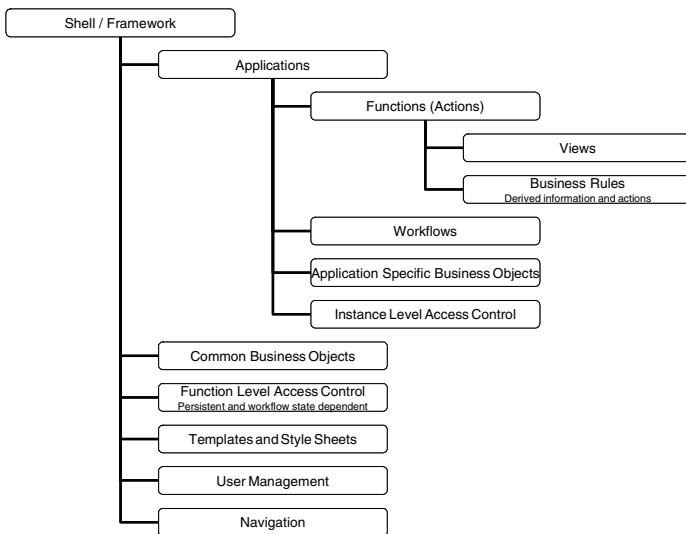 Shell / Framework
Applications
Functions (Actions)
Views
Business Rules
Derived information and actions
Workflows
Application Specific Business Objects
Instance Level Access Control
Common Business Objects
Function Level Access Control
Persistent and workflow state dependent
Templates and Style Sheets
User Management
Navigation